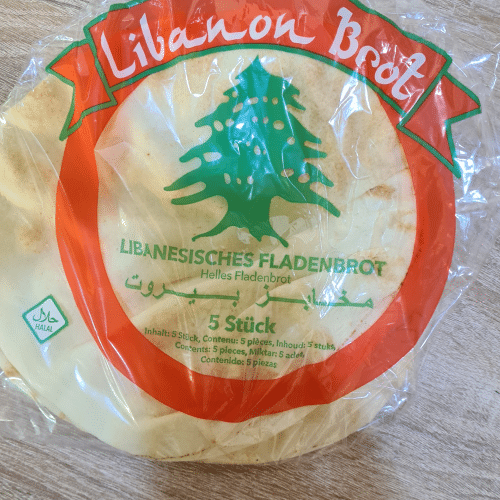 Libanon Brot
LIBANESISCHES FLADENBROT
Helles Fladenbrot
مخابز بيروت
5 Stück
Inhalt: 5 Stück, Contenu: 5 pièces, Inhoud: 5 stuks,
Contents: 5 pieces, Miktar: 5 adet,
Contenido: 5 piezas
حلال
HALAL